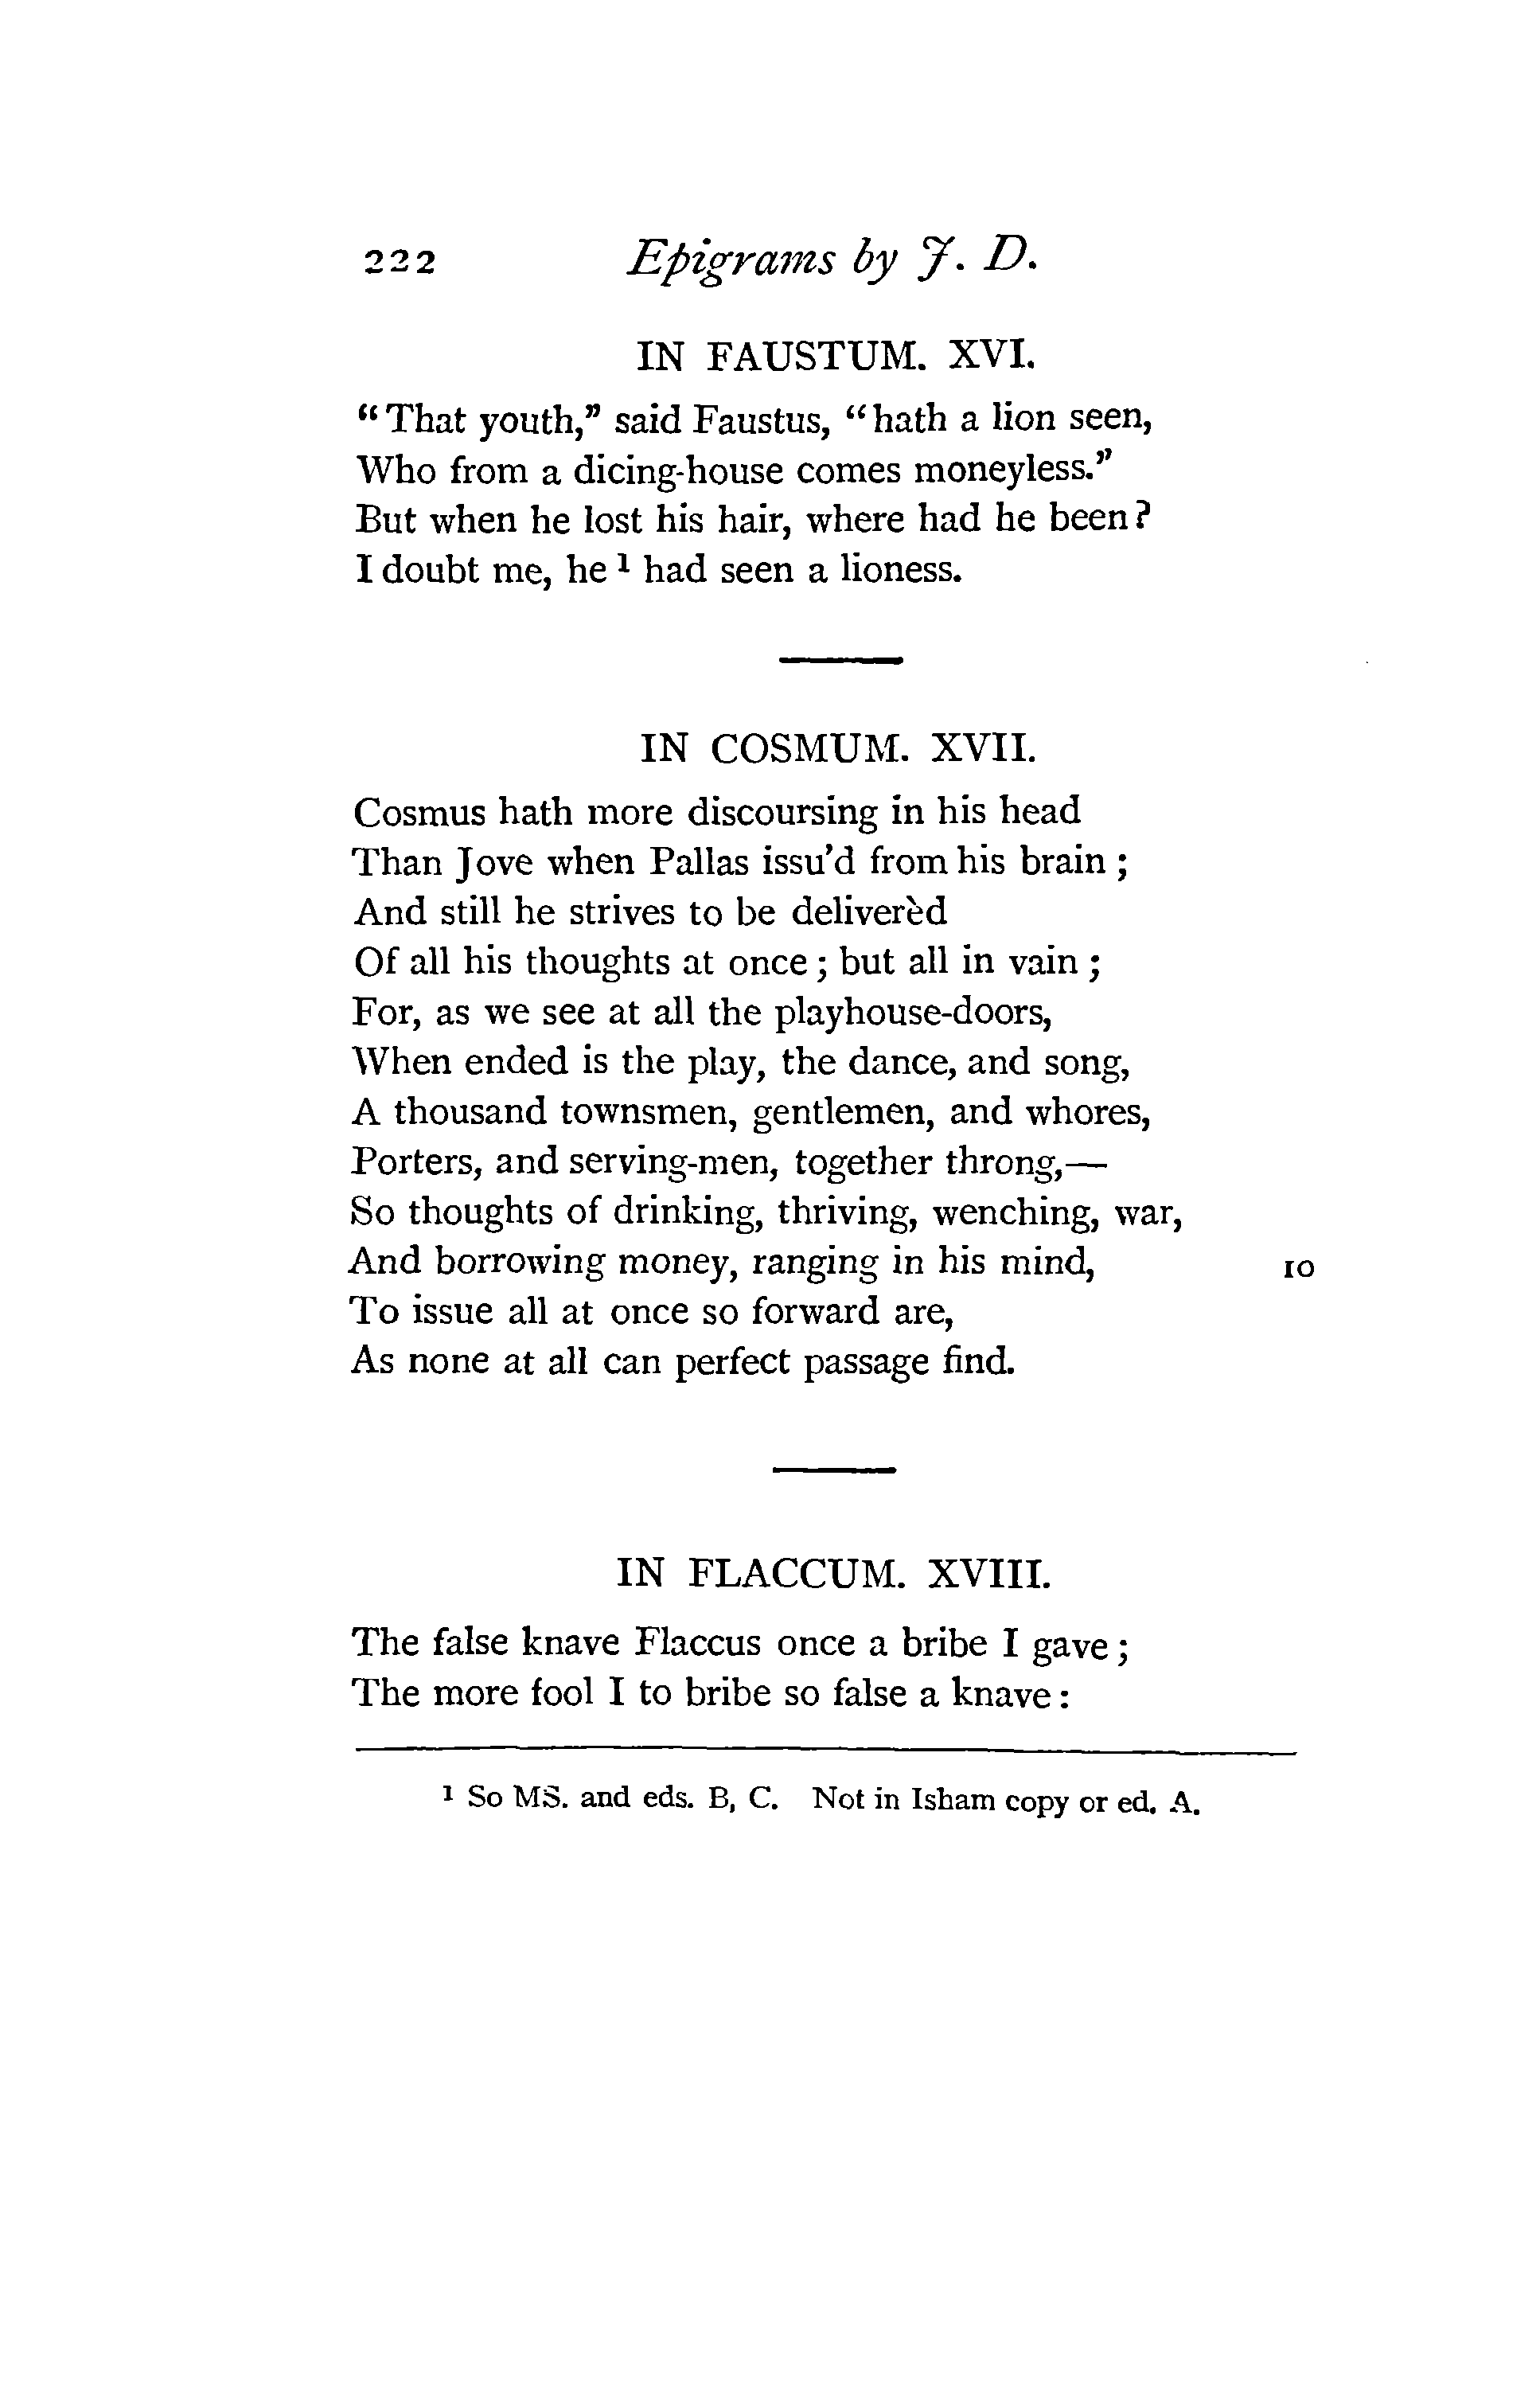 222 Epigrams by J. D.
IN FAUSTUM. XVI.
“That youth,” said Faustus, “hath a lion seen,
Who from a dicing-house comes moneyless.”
But when he lost his hair, where had he been?
I doubt me, he ¹ had seen a lioness.
IN COSMUM. XVII.
Cosmus hath more discoursing in his head
Than Jove when Pallas issu’d from his brain ;
And still he strives to be deliverèd
Of all his thoughts at once ; but all in vain ;
For, as we see at all the playhouse-doors,
When ended is the play, the dance, and song,
A thousand townsmen, gentlemen, and whores,
Porters, and serving-men, together throng,—
So thoughts of drinking, thriving, wenching, war,
And borrowing money, ranging in his mind, 10
To issue all at once so forward are,
As none at all can perfect passage find.
IN FLACCUM. XVIII.
The false knave Flaccus once a bribe I gave ;
The more fool I to bribe so false a knave :
¹ So MS. and eds. B, C. Not in Isham copy or ed. A.